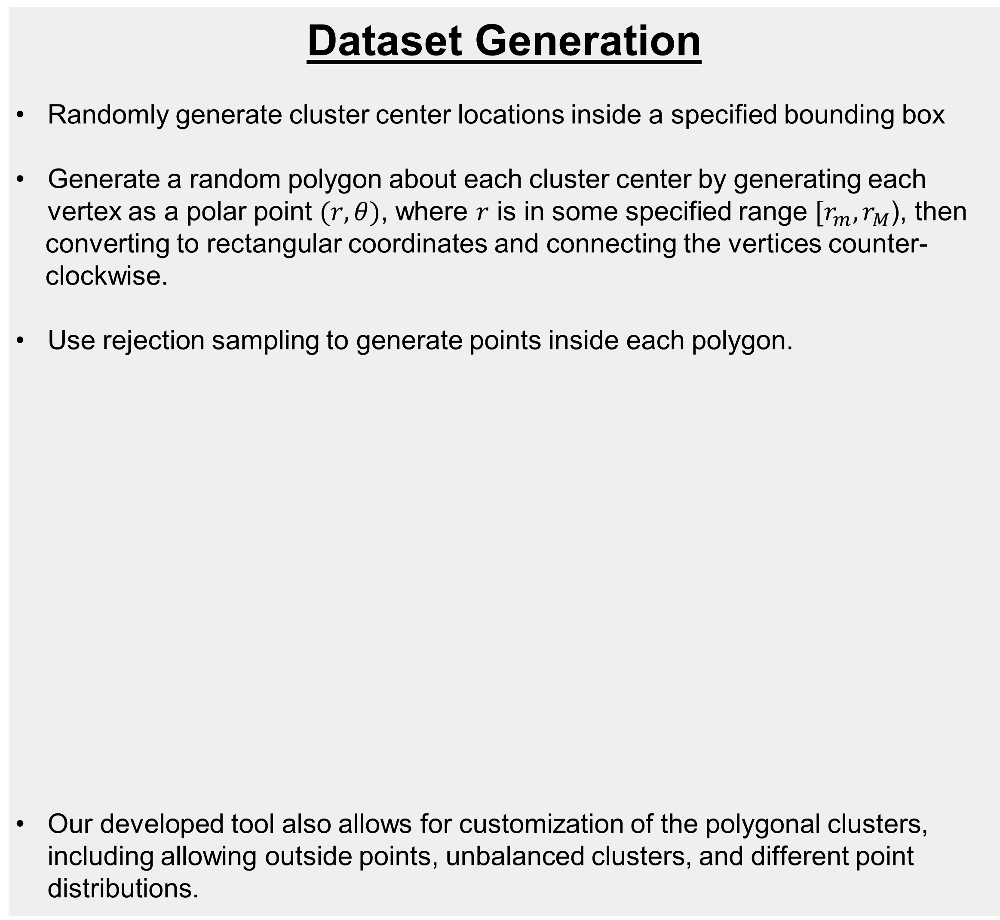 Dataset Generation
• Randomly generate cluster center locations inside a specified bounding box
• Generate a random polygon about each cluster center by generating each
vertex as a polar point (𝑟, 𝜃), where 𝑟 is in some specified range [𝑟ₘ, 𝑟_M), then
converting to rectangular coordinates and connecting the vertices counter-
clockwise.
• Use rejection sampling to generate points inside each polygon.
• Our developed tool also allows for customization of the polygonal clusters,
including allowing outside points, unbalanced clusters, and different point
distributions.